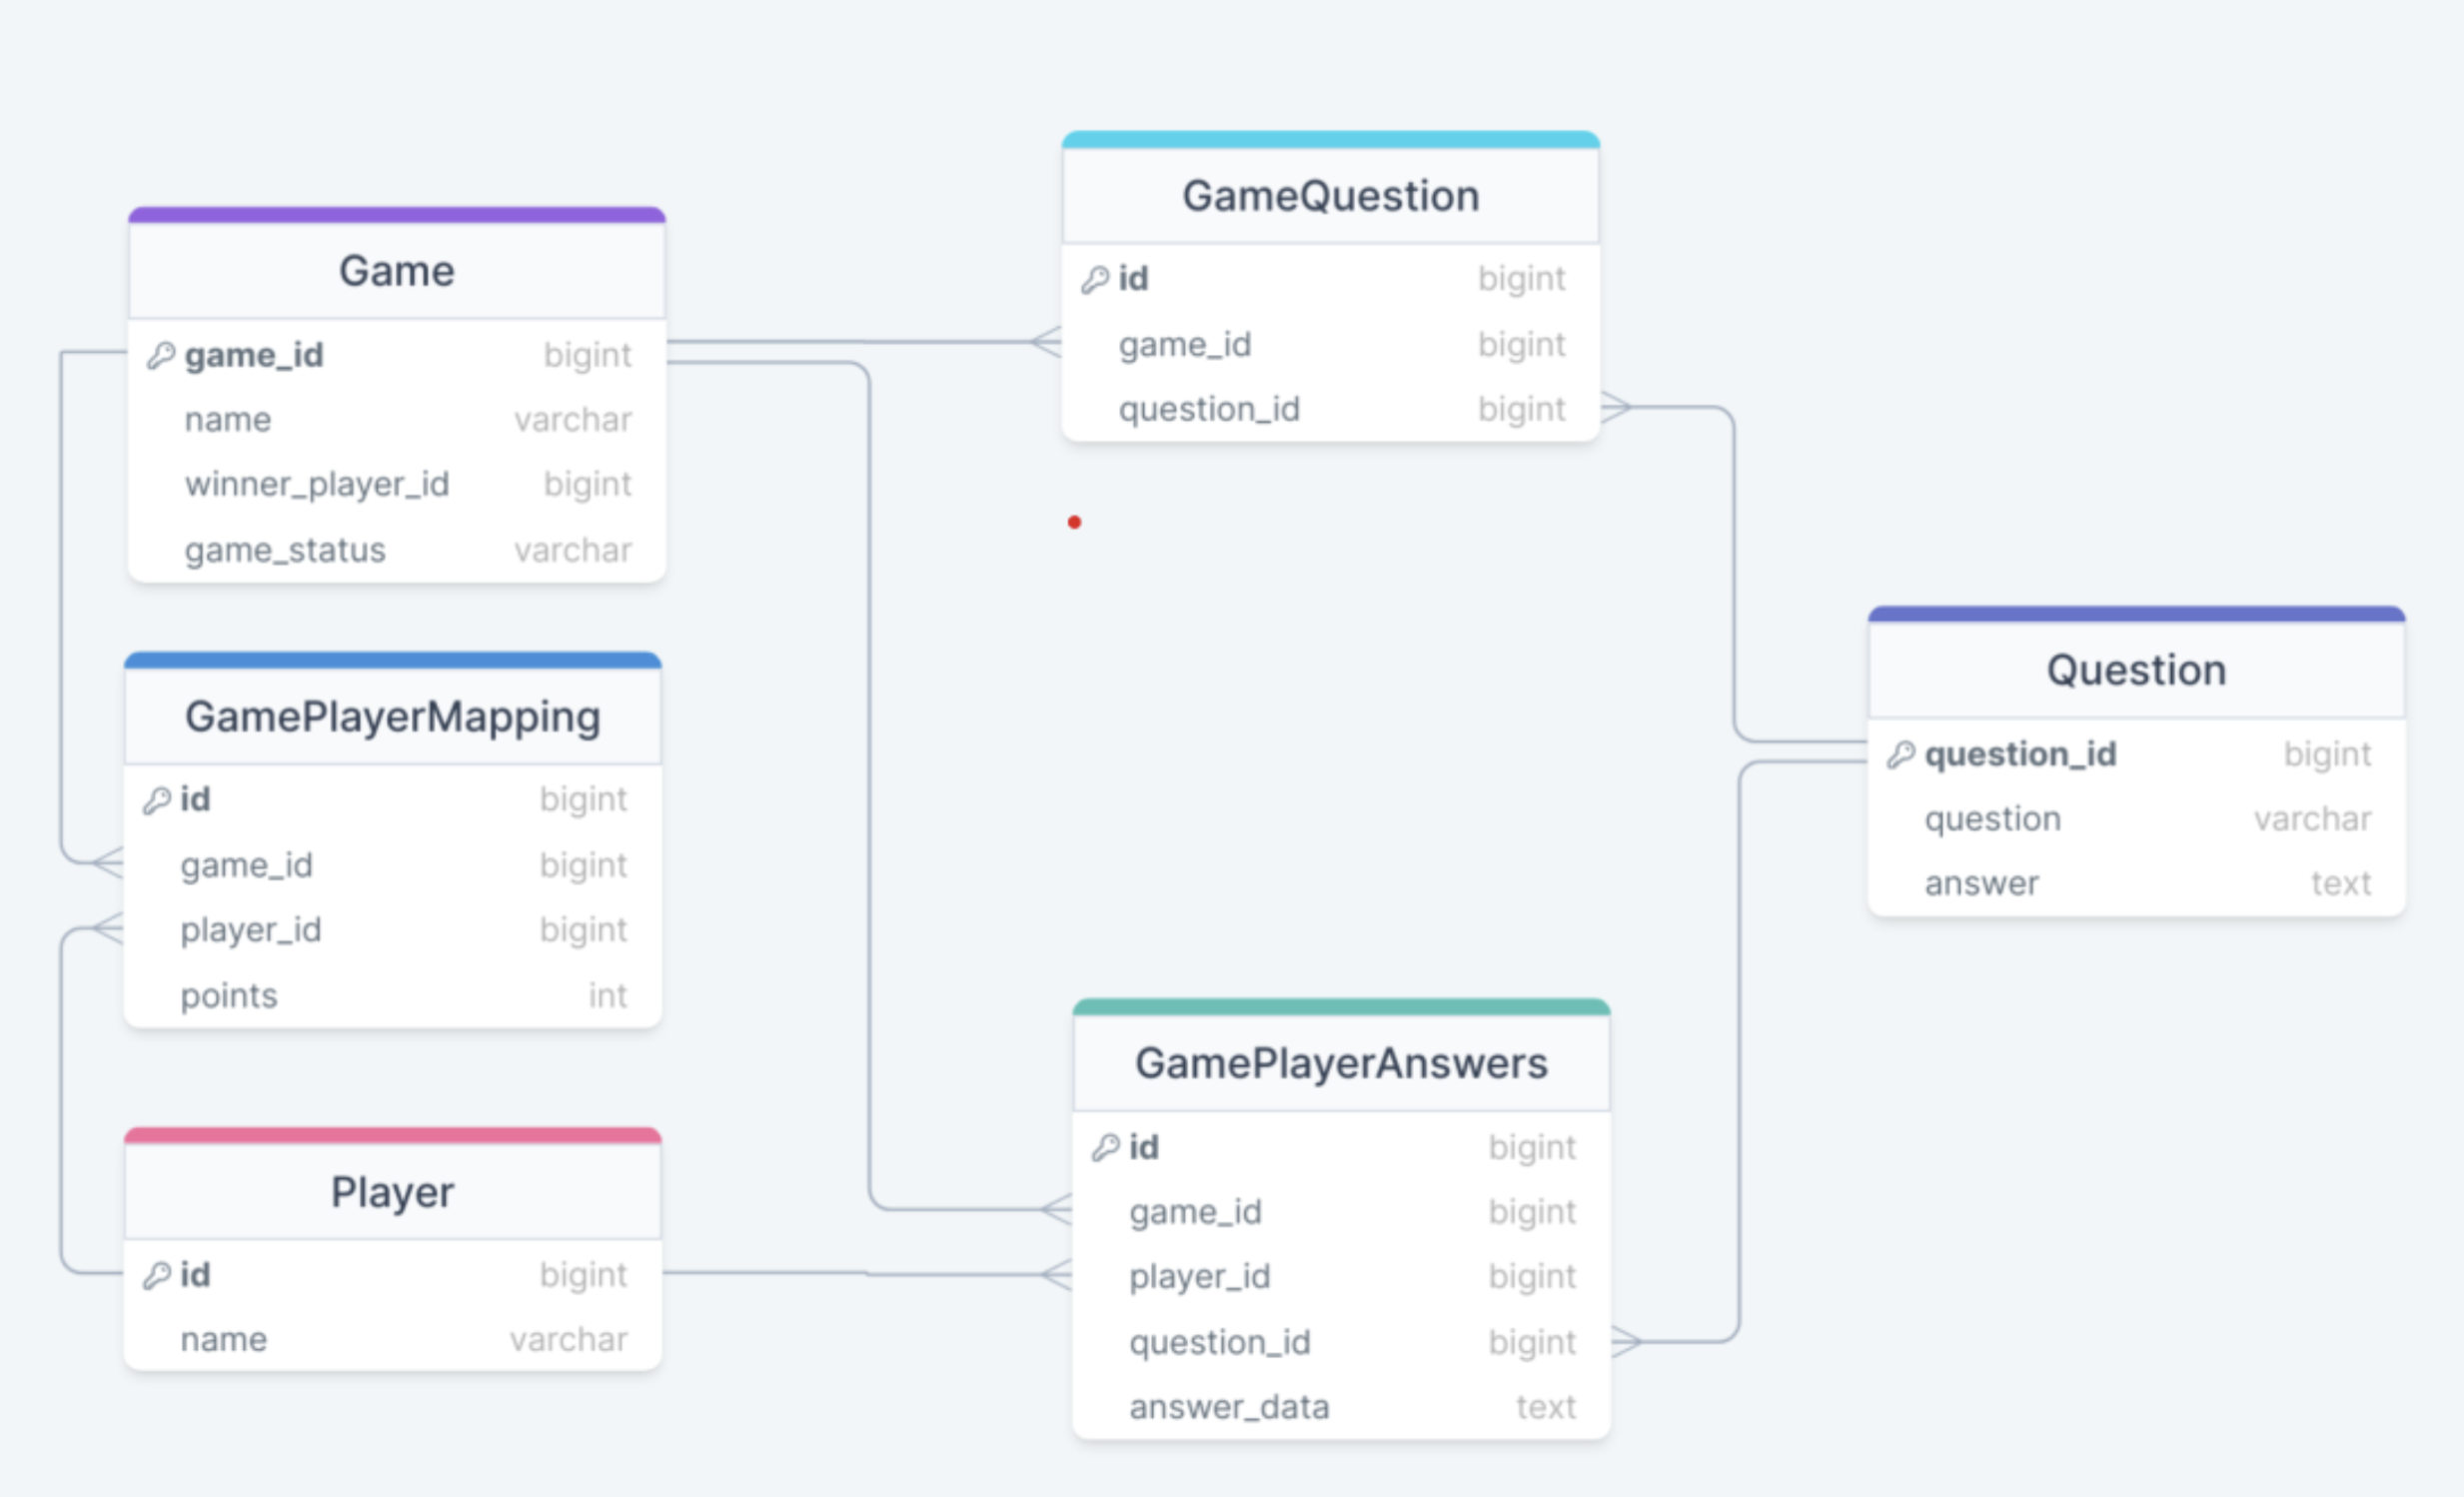 Game
game_id bigint
name varchar
winner_player_id bigint
game_status varchar
GamePlayerMapping
id bigint
game_id bigint
player_id bigint
points int
Player
id bigint
name varchar
GameQuestion
id bigint
game_id bigint
question_id bigint
GamePlayerAnswers
id bigint
game_id bigint
player_id bigint
question_id bigint
answer_data text
Question
question_id bigint
question varchar
answer text